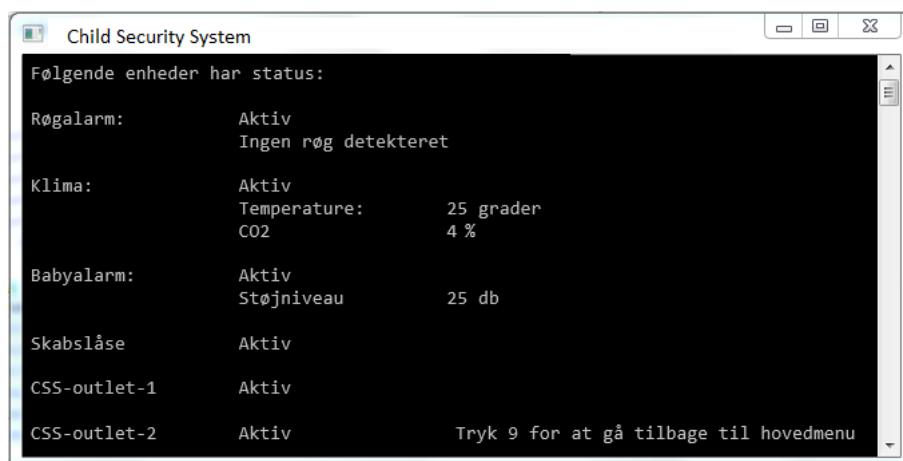 Child Security System
Følgende enheder har status:
Røgalarm: Aktiv
Ingen røg detekteret
Klima: Aktiv
Temperature: 25 grader
CO2 4 %
Babyalarm: Aktiv
Støjniveau 25 db
Skabslåse Aktiv
CSS-outlet-1 Aktiv
CSS-outlet-2 Aktiv Tryk 9 for at gå tilbage til hovedmenu